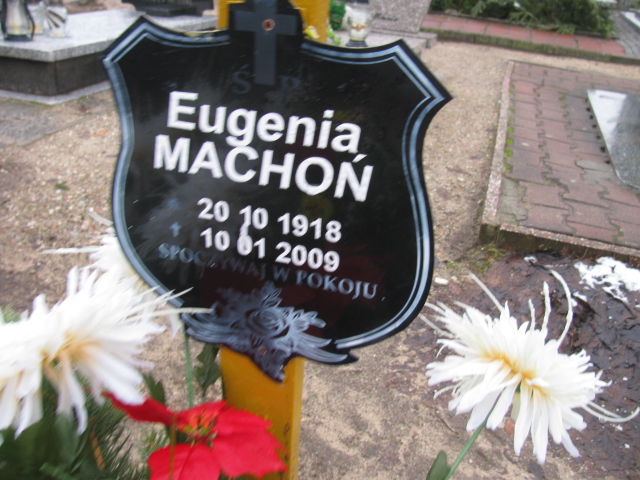 Ś P
Eugenia
MACHOŃ
20 10 1918
10 01 2009
SPOCZYWAJ W POKOJU